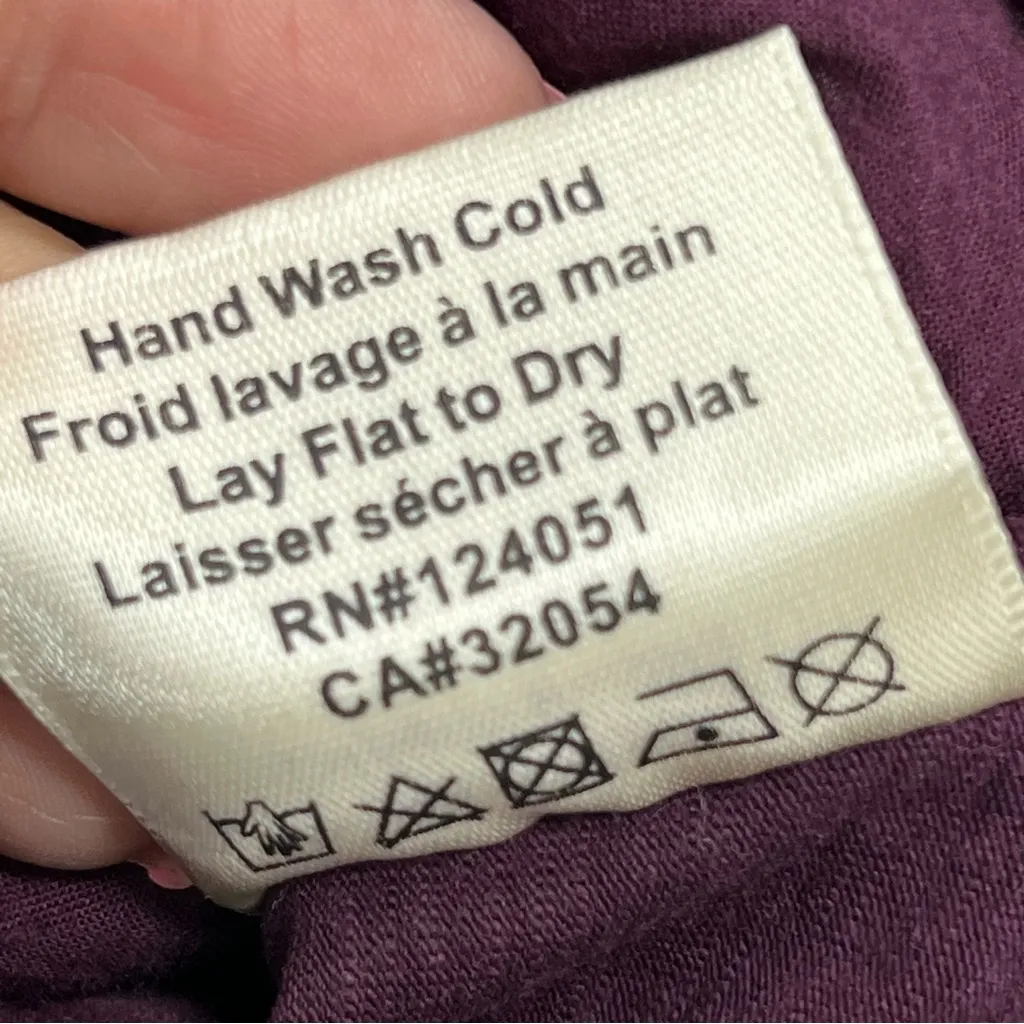 Hand Wash Cold
Froid lavage à la main
Lay Flat to Dry
Laisser sécher à plat
RN#124051
CA#32054